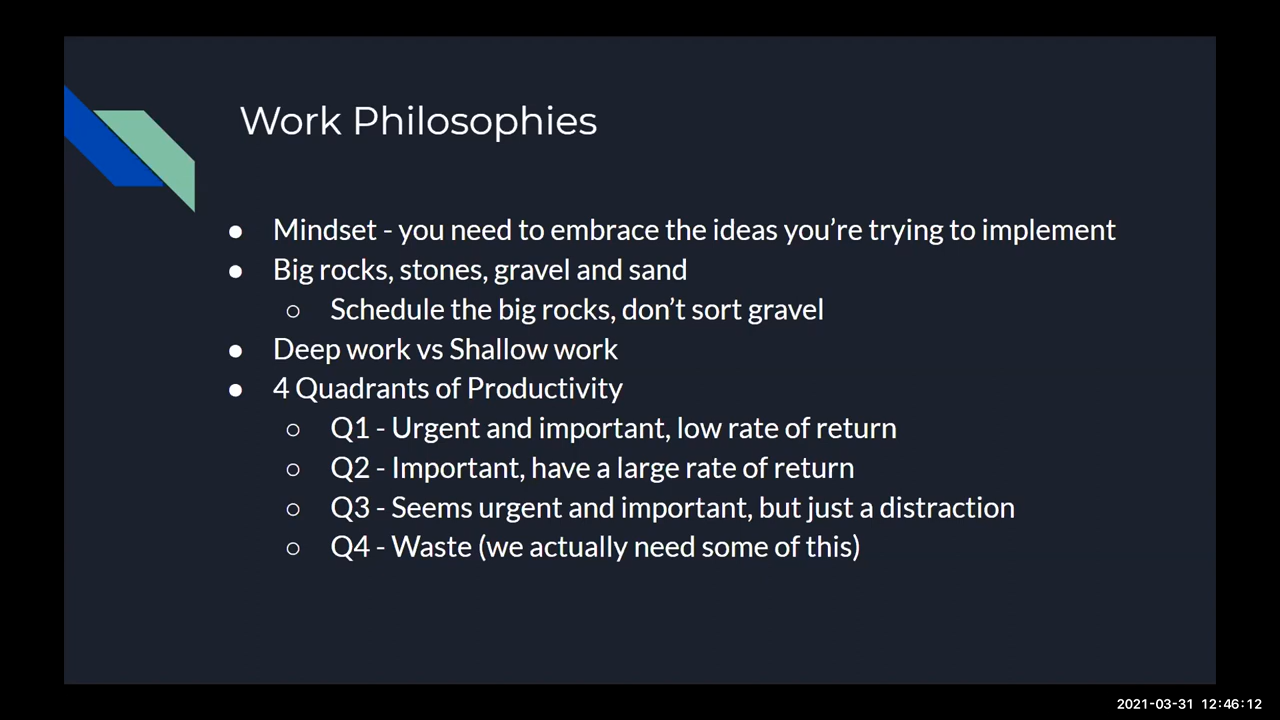 Work Philosophies
● Mindset - you need to embrace the ideas you’re trying to implement
● Big rocks, stones, gravel and sand
○ Schedule the big rocks, don’t sort gravel
● Deep work vs Shallow work
● 4 Quadrants of Productivity
○ Q1 - Urgent and important, low rate of return
○ Q2 - Important, have a large rate of return
○ Q3 - Seems urgent and important, but just a distraction
○ Q4 - Waste (we actually need some of this)
2021-03-31 12:46:12